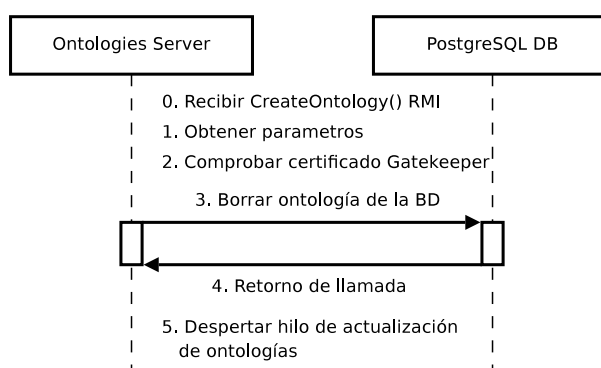 Ontologies Server
PostgreSQL DB
0. Recibir CreateOntology() RMI
1. Obtener parametros
2. Comprobar certificado Gatekeeper
3. Borrar ontología de la BD
4. Retorno de llamada
5. Despertar hilo de actualización
de ontologías